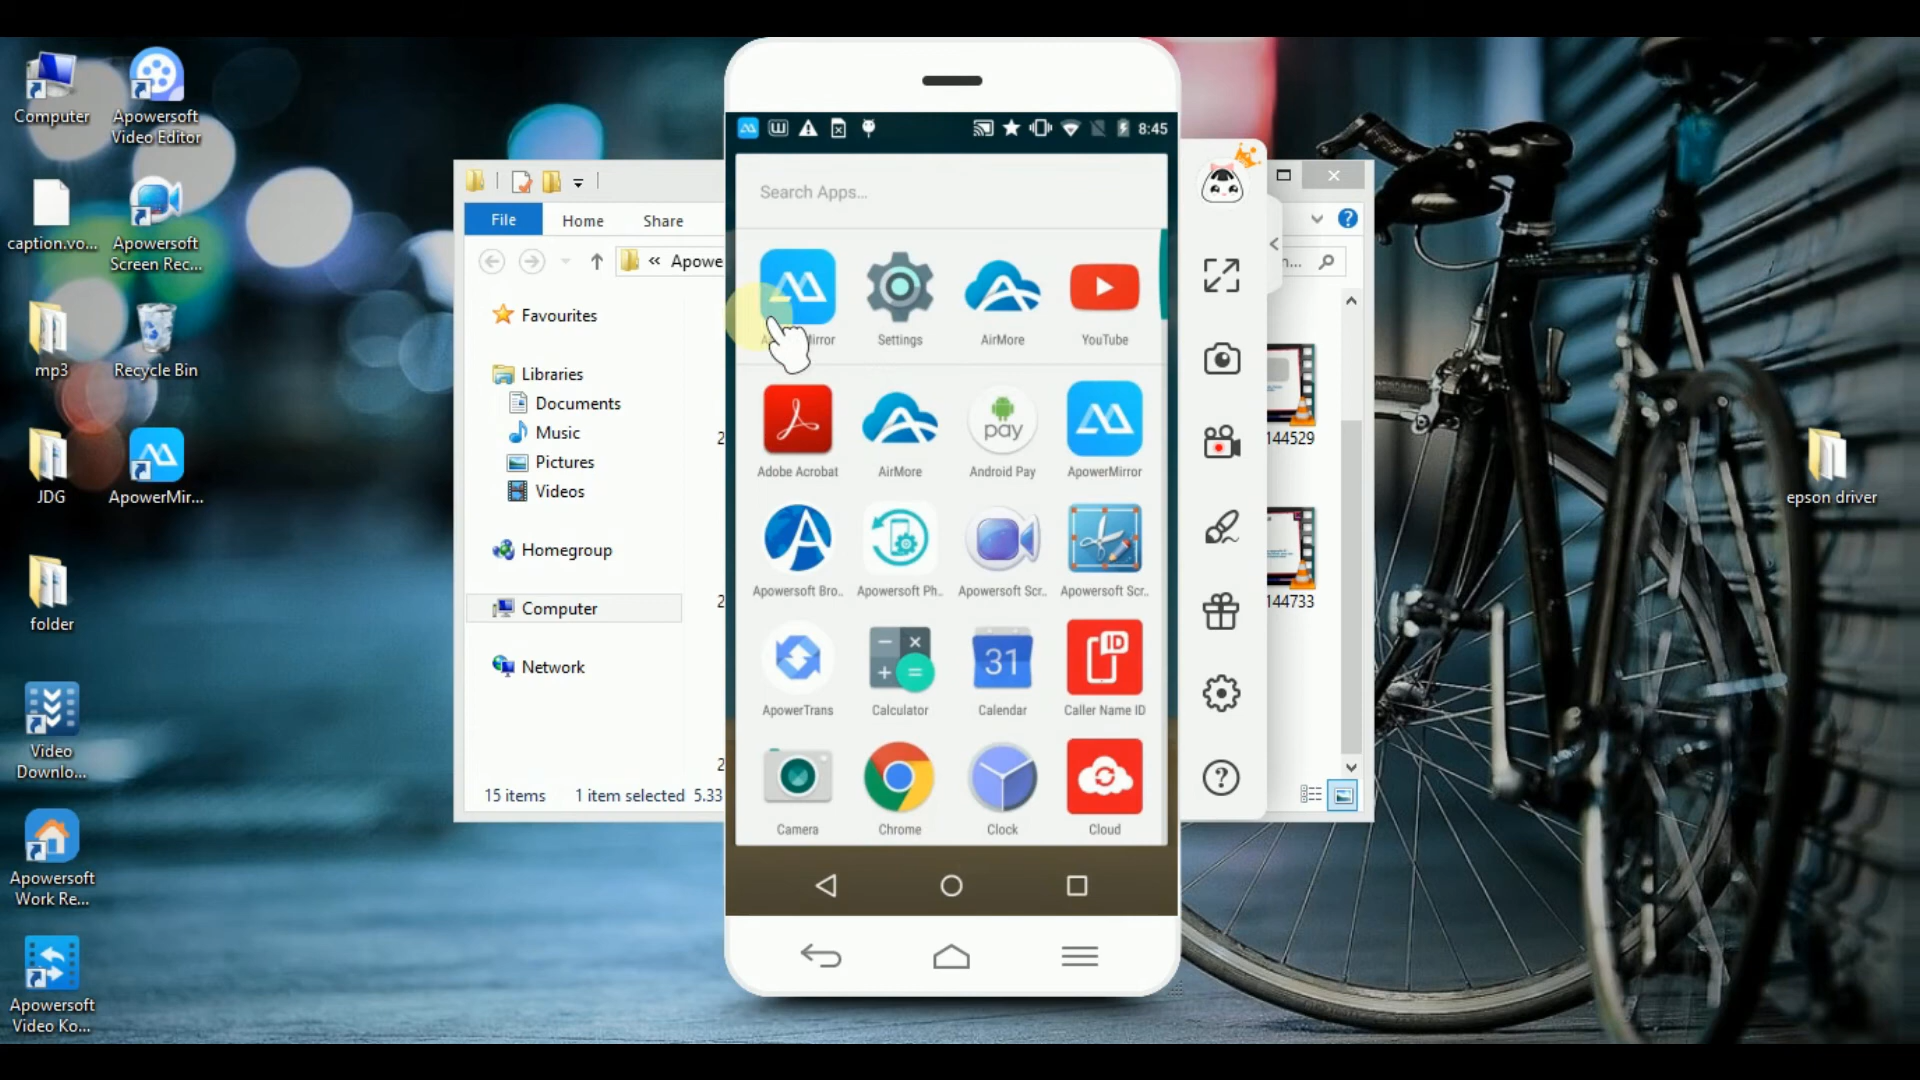 Computer
Apowersoft
Video Editor
caption.vo...
Apowersoft
Screen Rec...
mp3
Recycle Bin
JDG
ApowerMir...
folder
Video
Downlo...
Apowersoft
Work Re...
Apowersoft
Video Ko...
File
Home
Share
« Apowe
Favourites
Libraries
Documents
Music
Pictures
Videos
Homegroup
Computer
Network
15 items
1 item selected 5.33
8:45
Search Apps...
Settings
AirMore
YouTube
Adobe Acrobat
AirMore
pay
Android Pay
ApowerMirror
Apowersoft Bro..
Apowersoft Ph..
Apowersoft Scr..
Apowersoft Scr..
ApowerTrans
Calculator
31
Calendar
ID
Caller Name ID
Camera
Chrome
Clock
Cloud
n...
144529
144733
epson driver